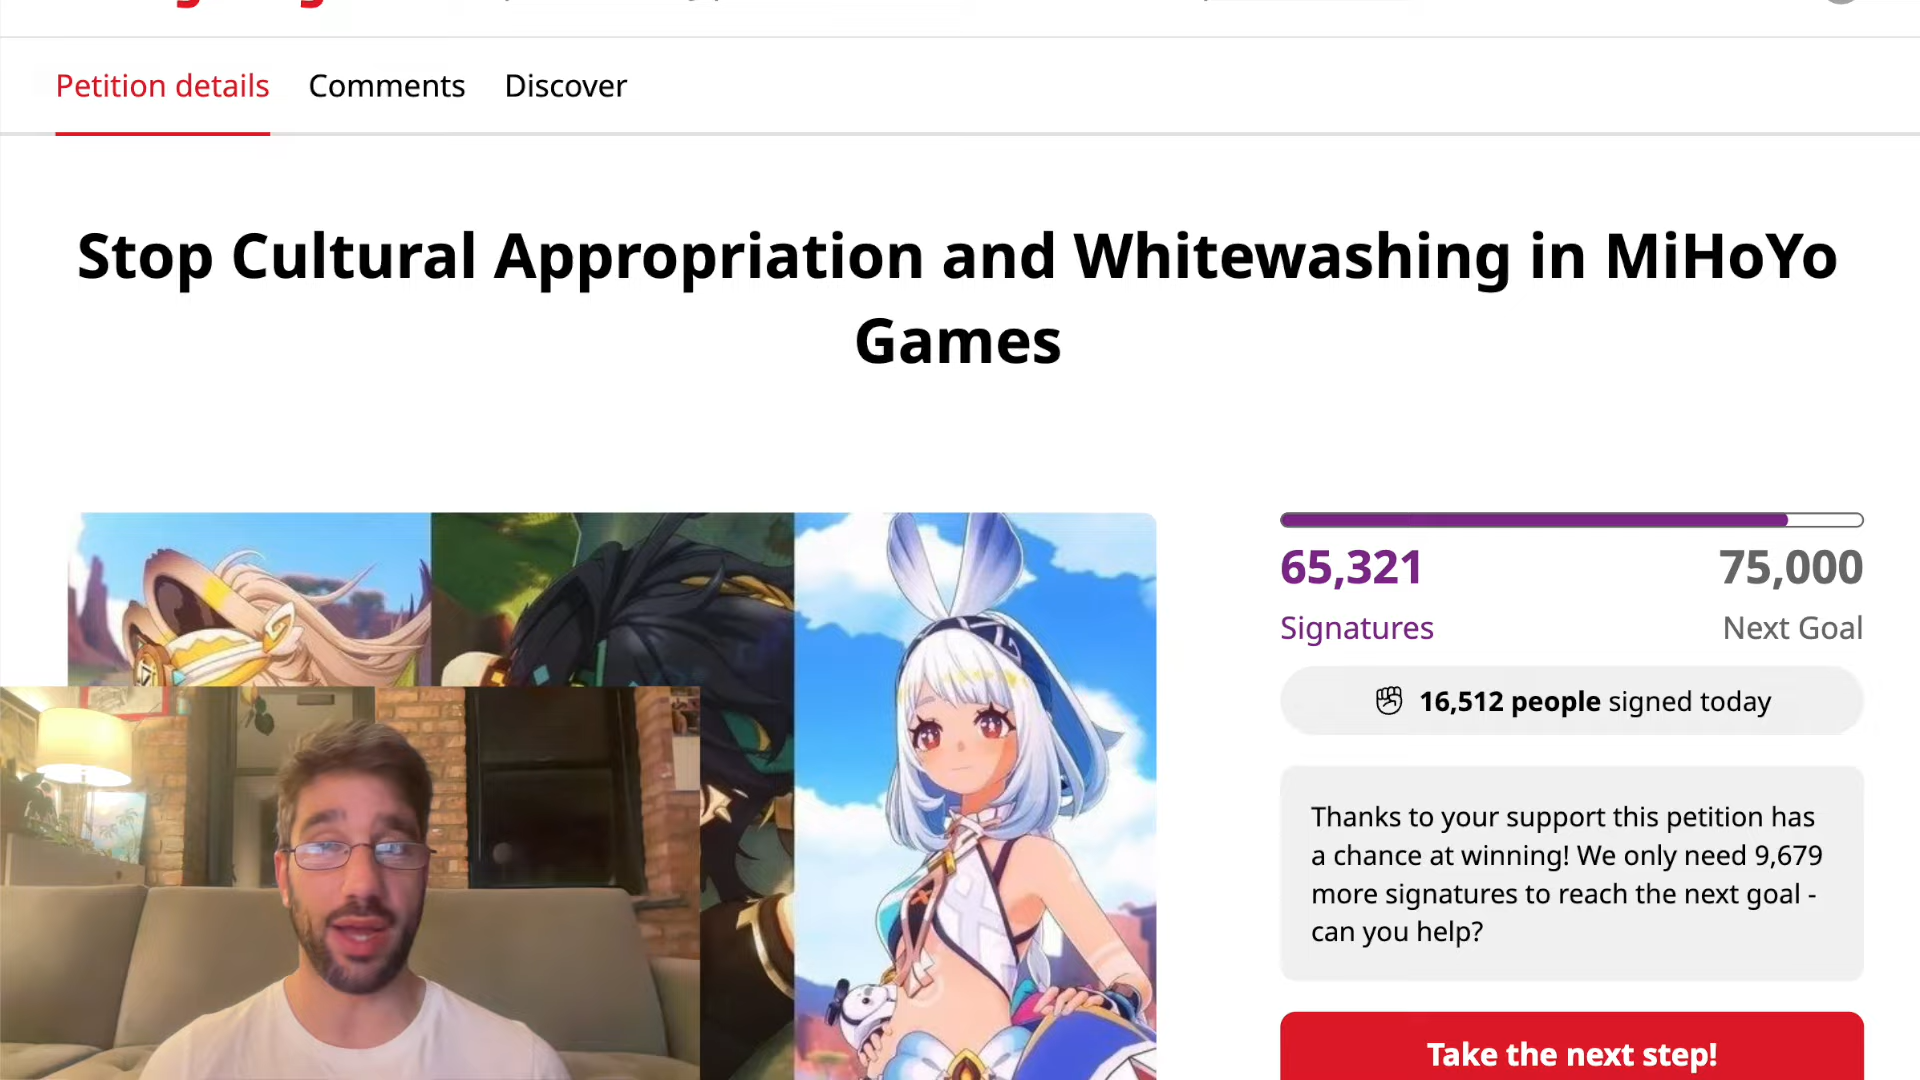 Petition details
Comments
Discover
Stop Cultural Appropriation and Whitewashing in MiHoYo
Games
65,321
75,000
Signatures
Next Goal
16,512 people signed today
Thanks to your support this petition has
a chance at winning! We only need 9,679
more signatures to reach the next goal -
can you help?
Take the next step!